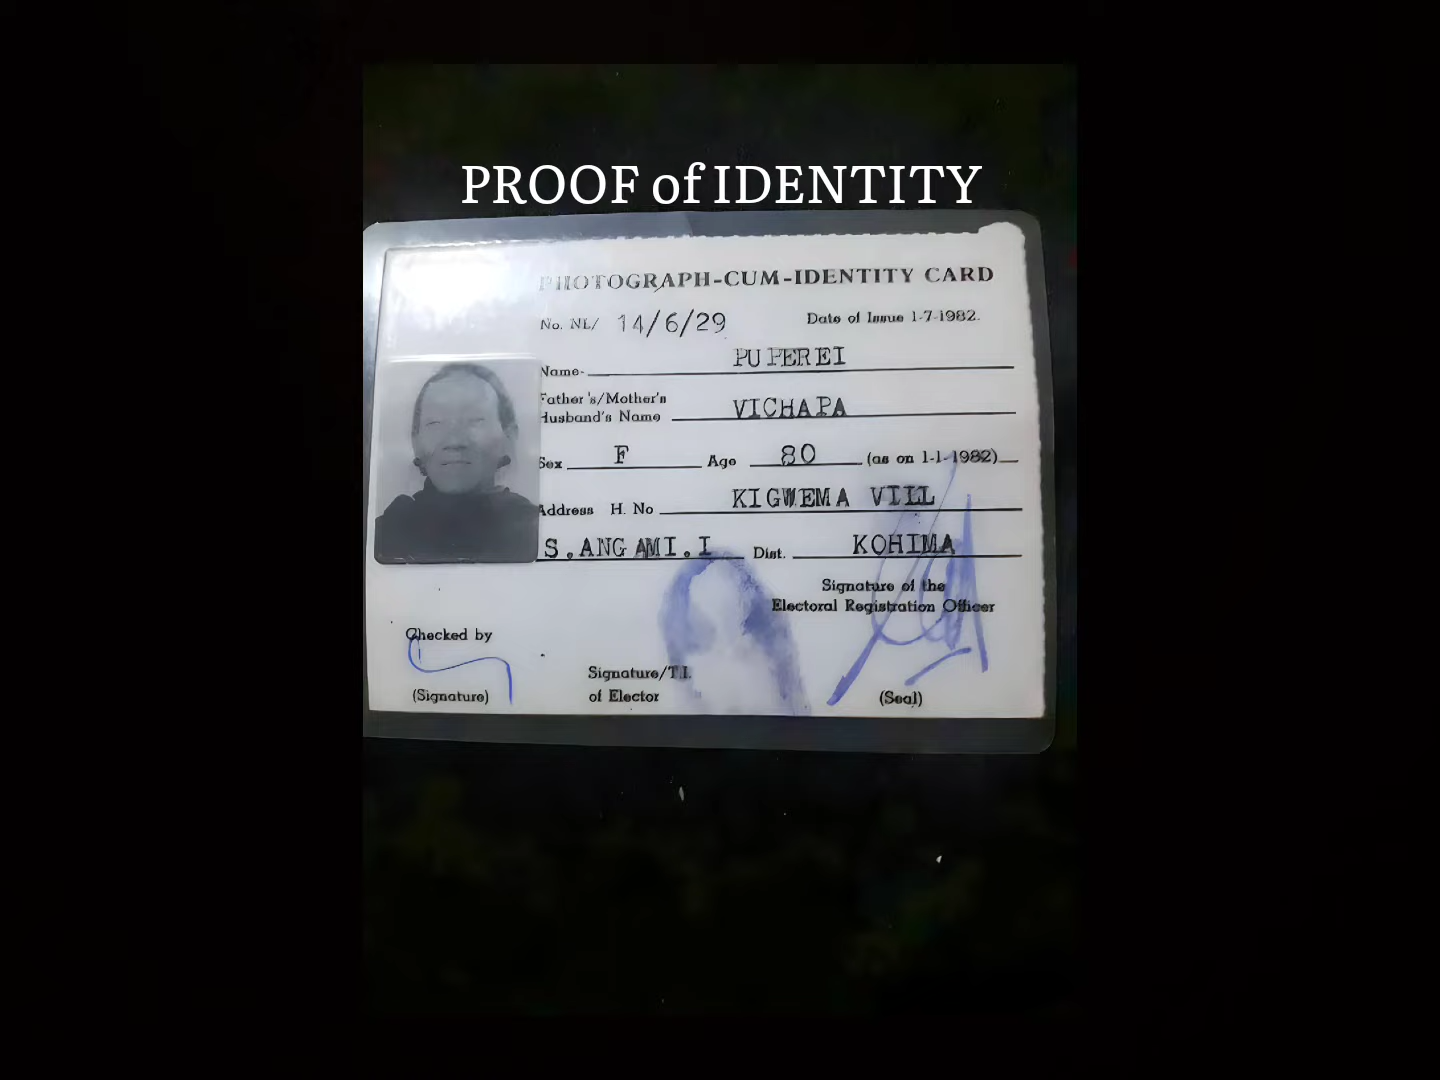 PROOF of IDENTITY
PHOTOGRAPH-CUM-IDENTITY CARD
No. NL/ 14/6/29 Date of Issue 1-7-1982.
Name- PUPEREI
Father's/Mother's
Husband's Name VICHAPA
Sex F Age 80 (as on 1-1-1982)
Address H. No KIGWEMA VILL
S.ANGAMI.I Dist. KOHIMA
Signature of the
Electoral Registration Officer
Checked by
Signature/T.I.
(Signature) of Elector (Seal)